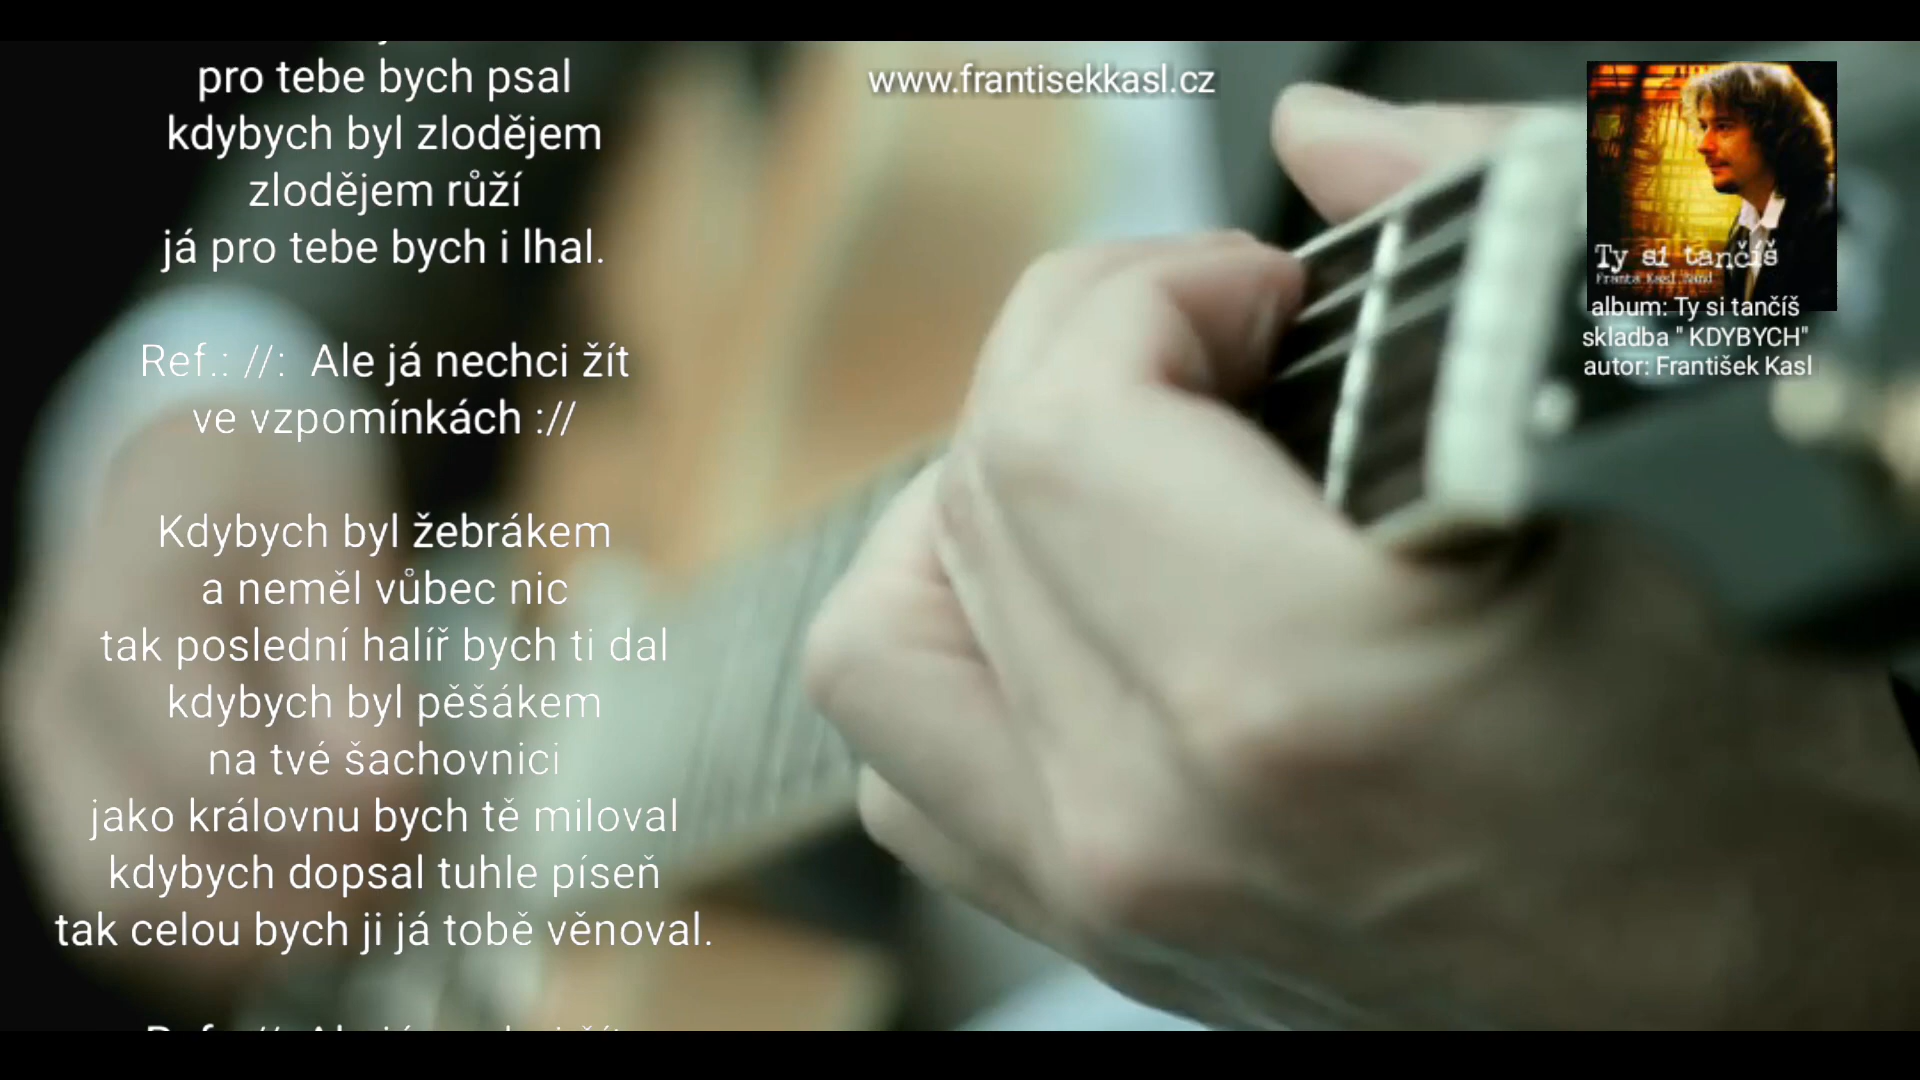 pro tebe bych psal
kdybych byl zlodějem
zlodějem růží
já pro tebe bych i lhal.
Ref.: //: Ale já nechci žít
ve vzpomínkách ://
Kdybych byl žebrákem
a neměl vůbec nic
tak poslední halíř bych ti dal
kdybych byl pěšákem
na tvé šachovnici
jako královnu bych tě miloval
kdybych dopsal tuhle píseň
tak celou bych ji já tobě věnoval.
www.frantisekkasl.cz
Ty si tančíš
Franta Kasl Band
album: Ty si tančíš
skladba " KDYBYCH"
autor: František Kasl